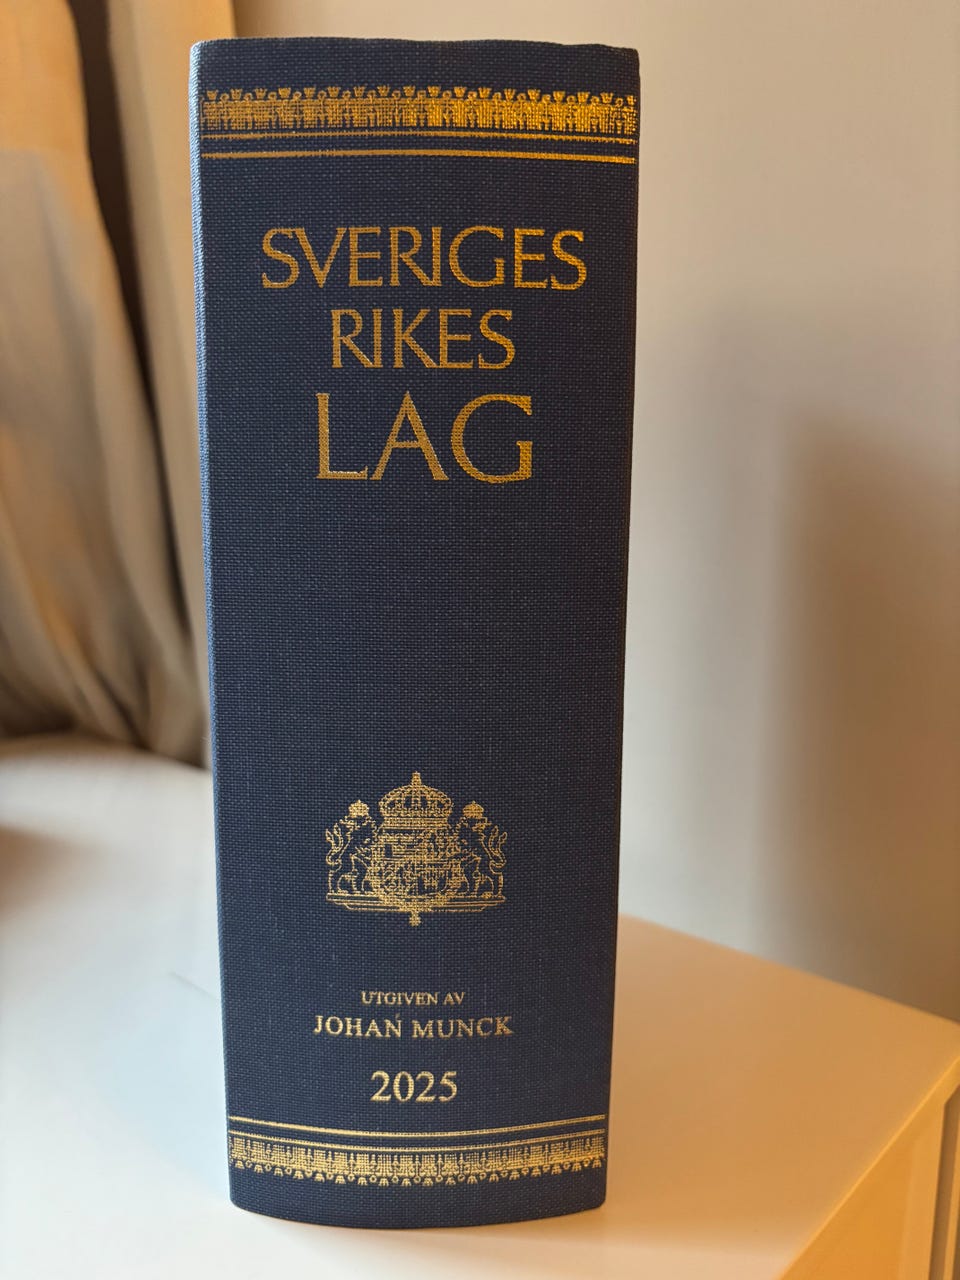 SVERIGES
RIKES
LAG
UTGIVEN AV
JOHAN MUNCK
2025